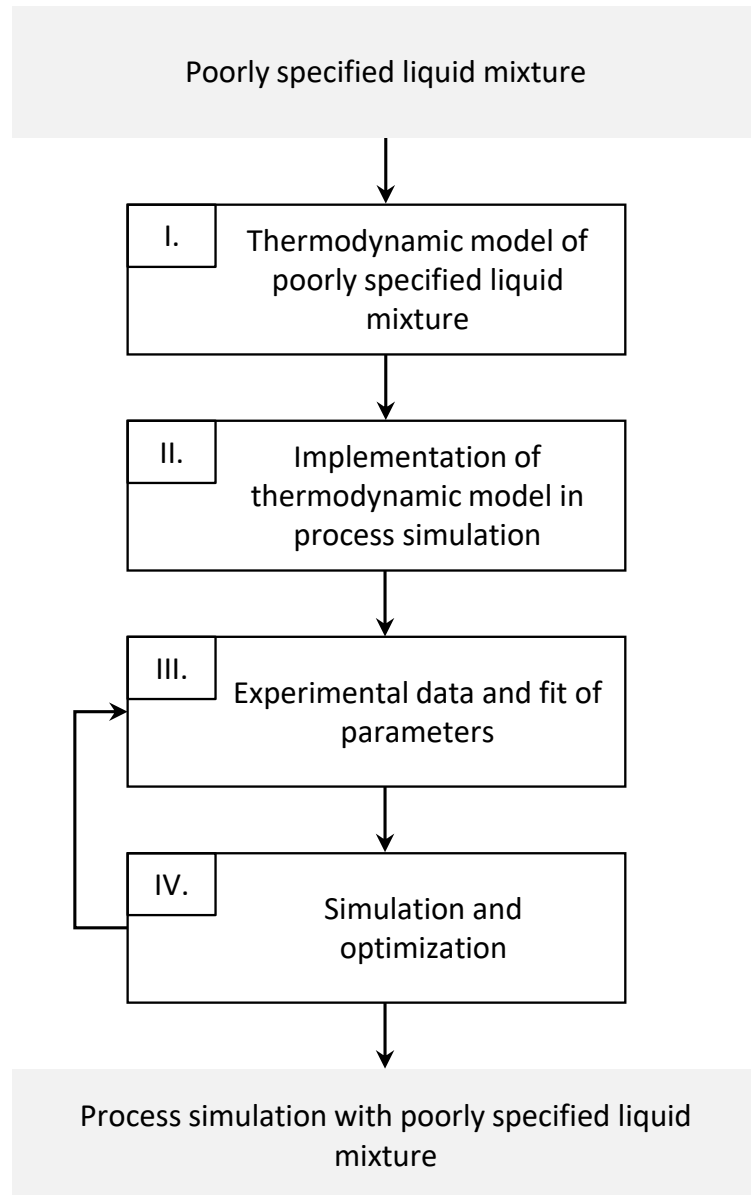 Poorly specified liquid mixture
I.
Thermodynamic model of
poorly specified liquid
mixture
II.
Implementation of
thermodynamic model in
process simulation
III.
Experimental data and fit of
parameters
IV.
Simulation and
optimization
Process simulation with poorly specified liquid
mixture